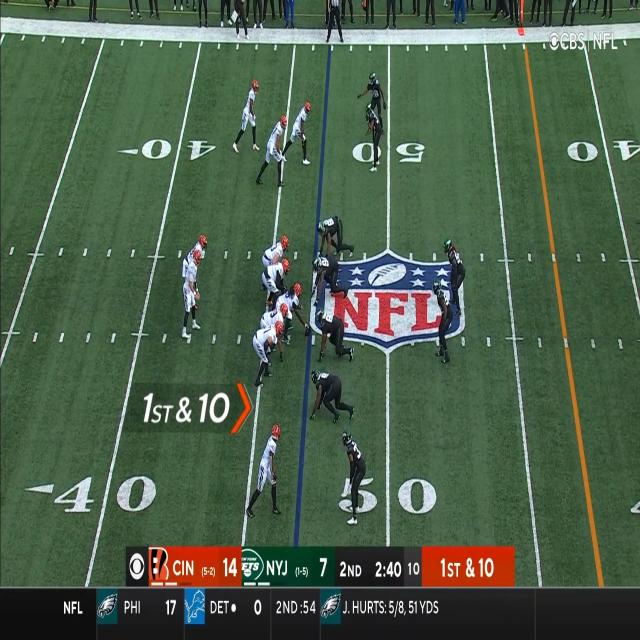 CBS NFL
40
50
0
NFL
1ST & 10
40
50
CIN (5-2) 14 NYJ (1-5) 7 2ND 2:40 10 1ST & 10
NFL PHI 17 DET 0 2ND :54 J. HURTS: 5/8, 51 YDS